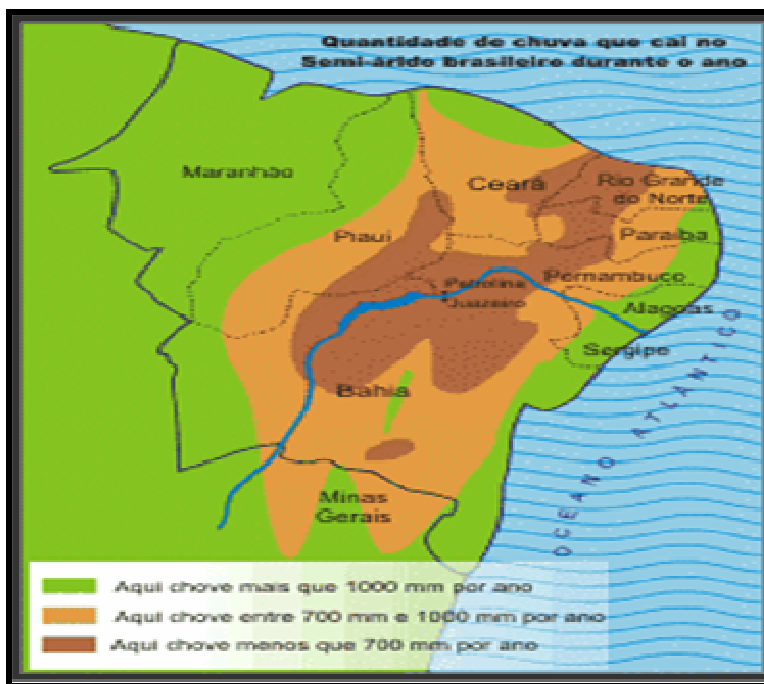 Quantidade de chuva que cai no
Semi-árido brasileiro durante o ano
Maranhão
Ceará
Rio Grande
do Norte
Piauí
Paraíba
Pernambuco
Petrolina
Juazeiro
Alagoas
Sergipe
Bahia
OCEANO ATLÂNTICO
Minas
Gerais
Aqui chove mais que 1000 mm por ano
Aqui chove entre 700 mm e 1000 mm por ano
Aqui chove menos que 700 mm por ano